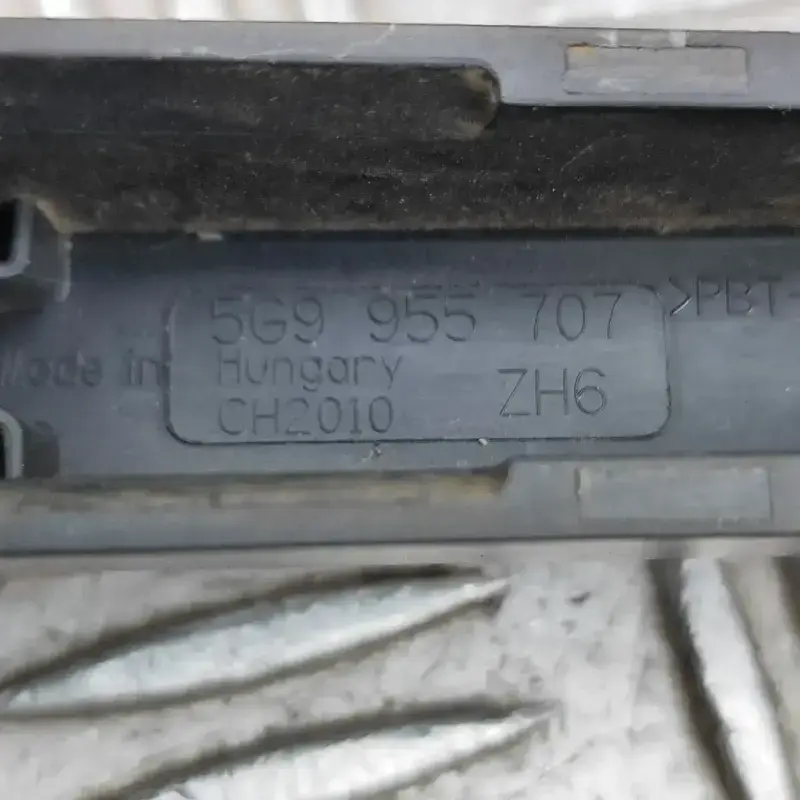 5G9 955 707
>PBT-
Made in Hungary
CH2010
ZH6